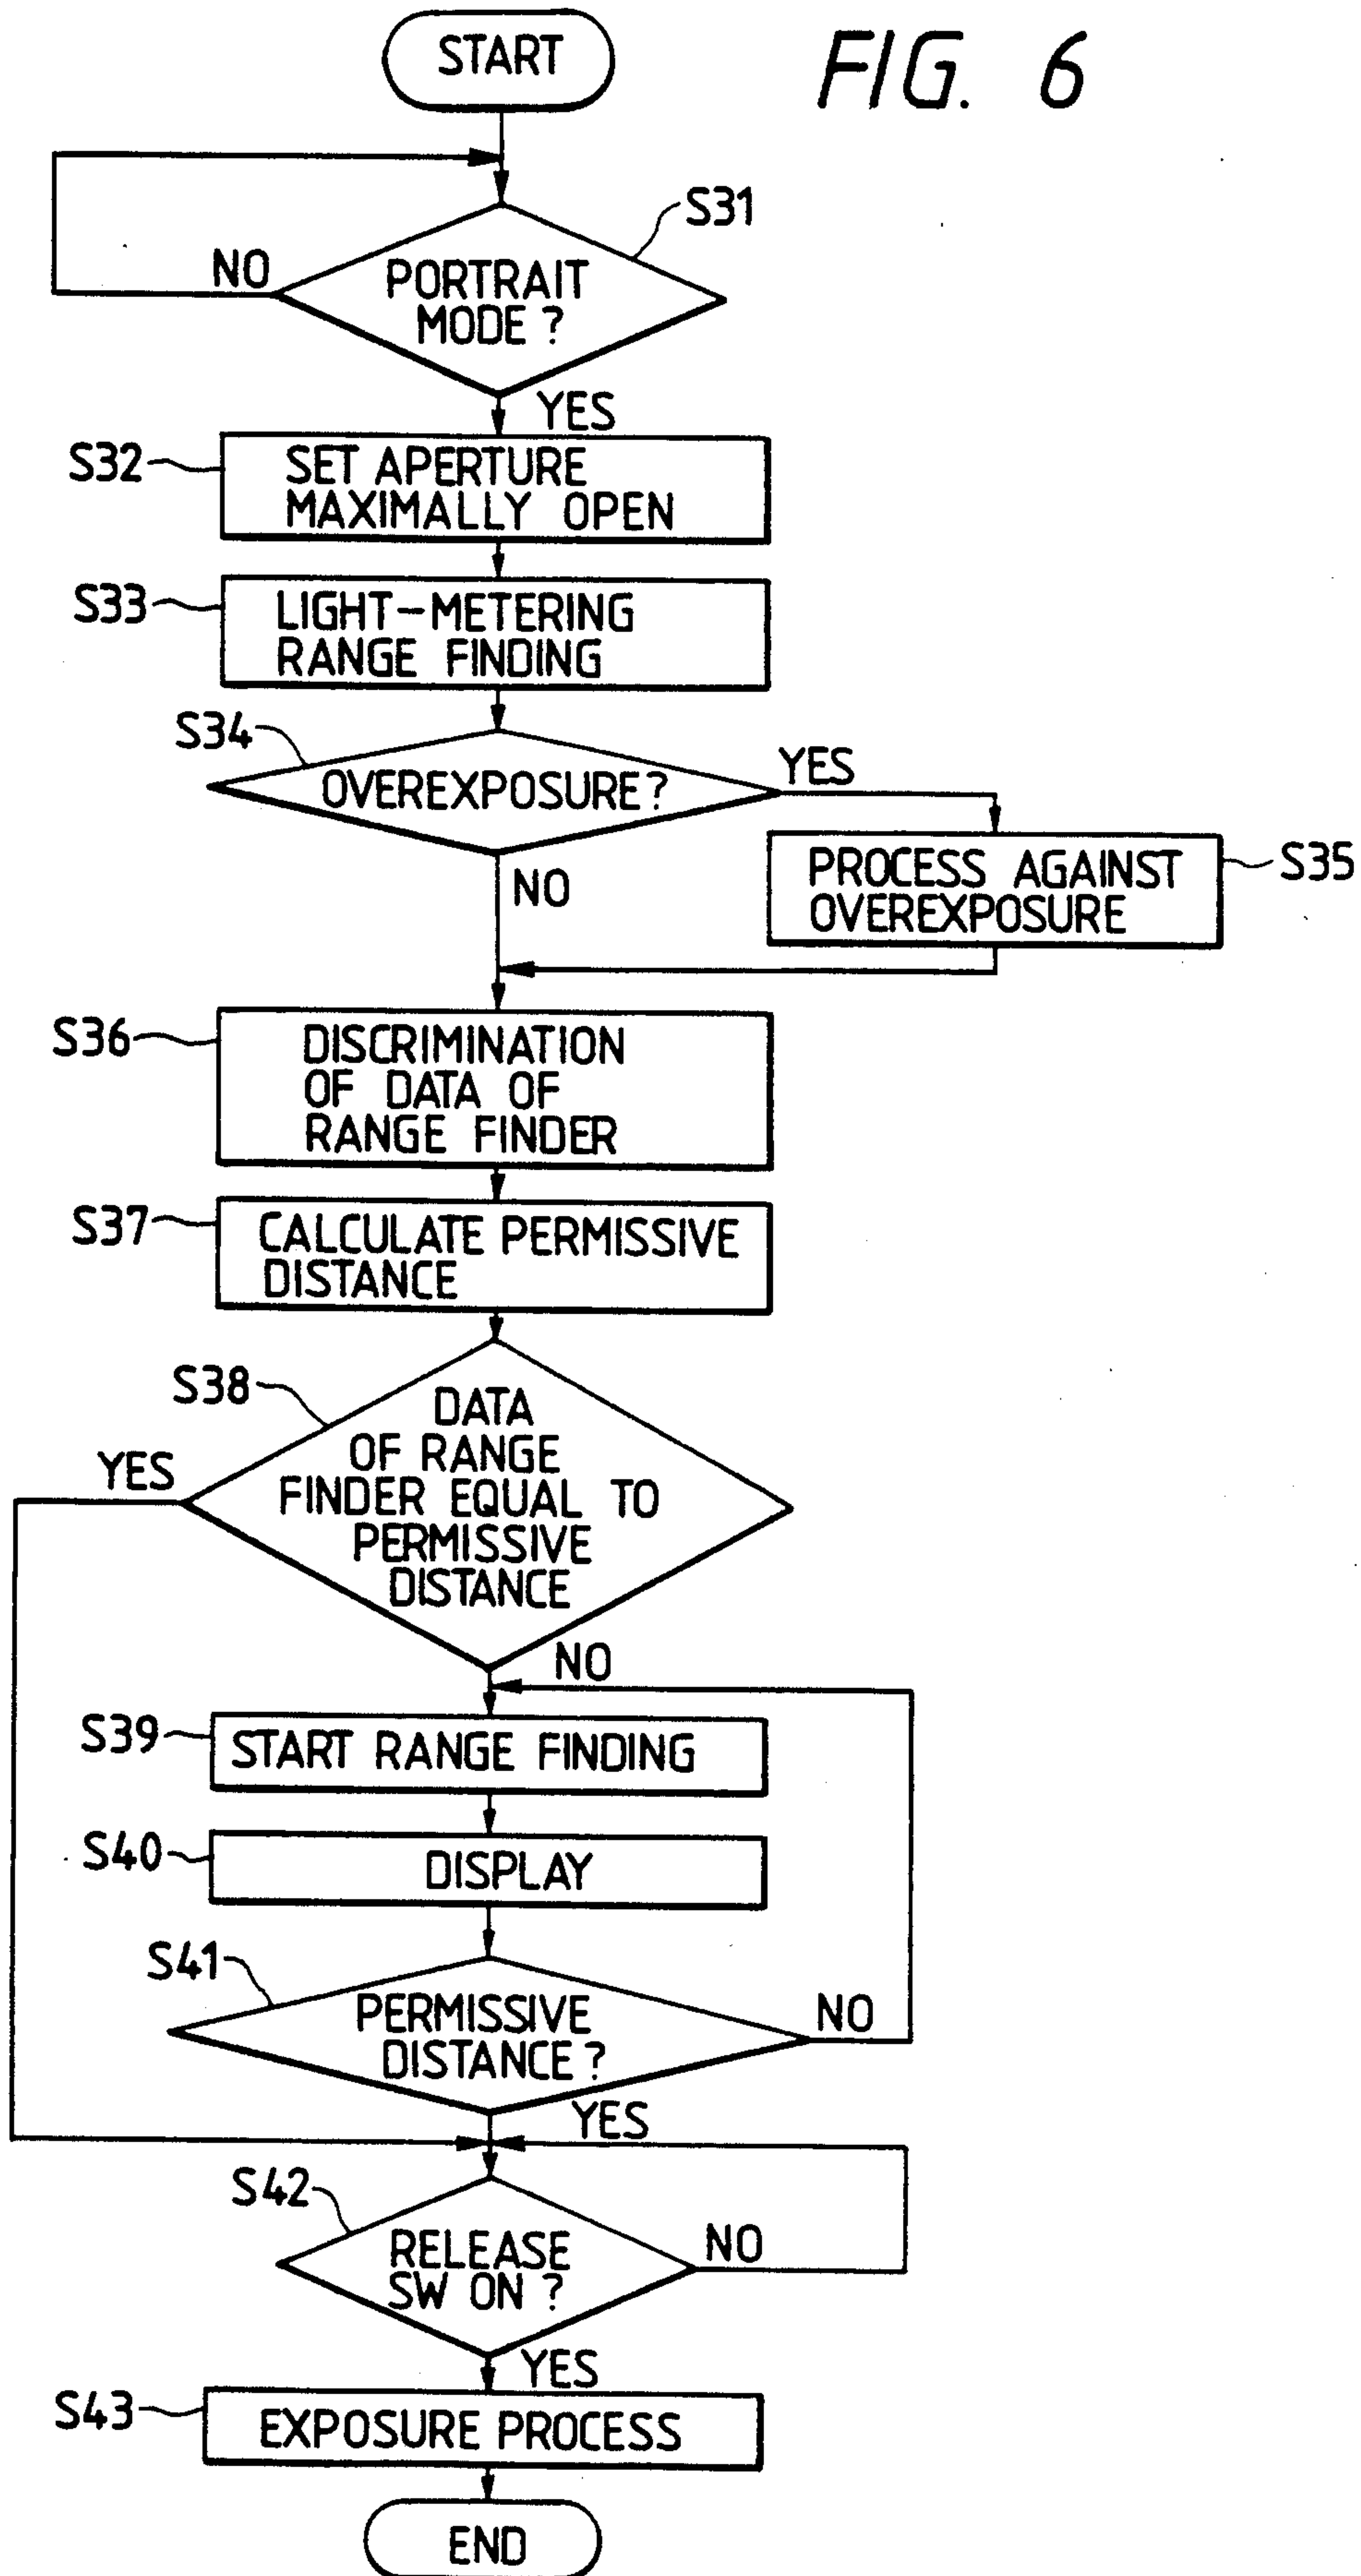 START
FIG. 6
S31
NO
PORTRAIT
MODE ?
YES
S32
SET APERTURE
MAXIMALLY OPEN
S33
LIGHT-METERING
RANGE FINDING
S34
OVEREXPOSURE?
YES
NO
PROCESS AGAINST
OVEREXPOSURE
S35
S36
DISCRIMINATION
OF DATA OF
RANGE FINDER
S37
CALCULATE PERMISSIVE
DISTANCE
S38
YES
DATA
OF RANGE
FINDER EQUAL TO
PERMISSIVE
DISTANCE
NO
S39
START RANGE FINDING
S40
DISPLAY
S41
PERMISSIVE
DISTANCE ?
NO
YES
S42
RELEASE
SW ON ?
NO
YES
S43
EXPOSURE PROCESS
END